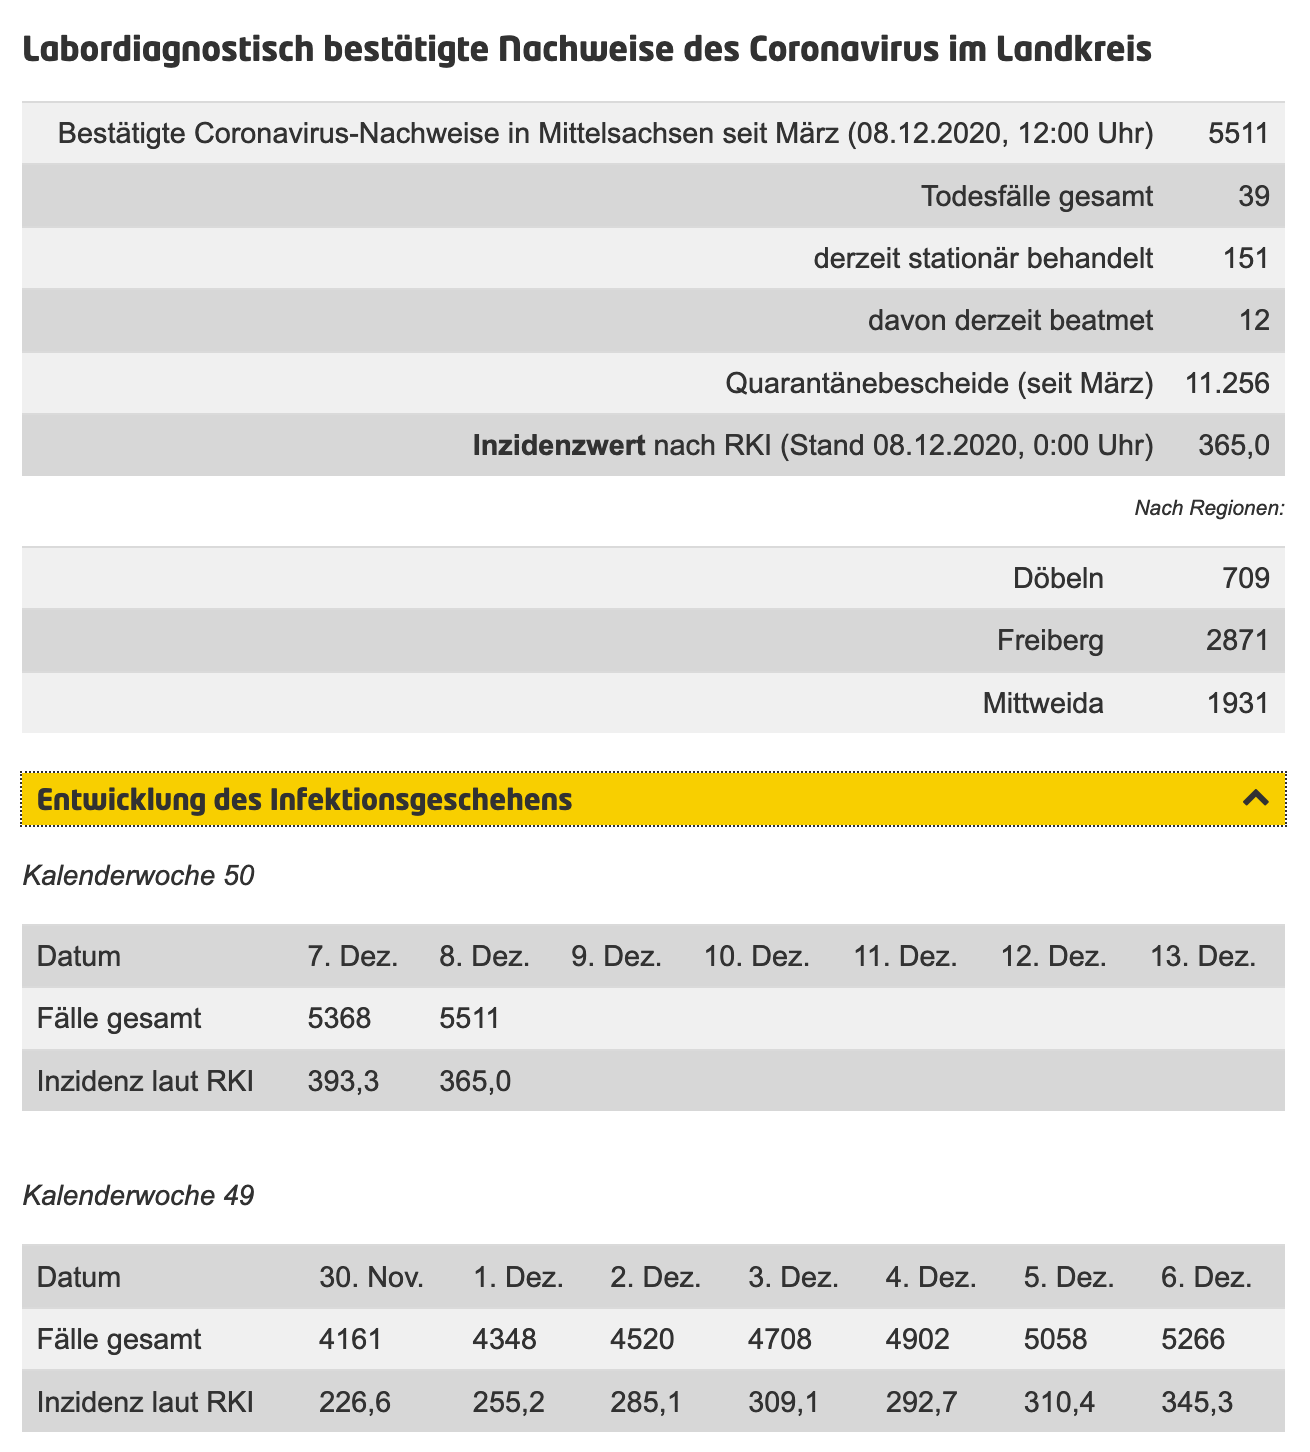 Labordiagnostisch bestätigte Nachweise des Coronavirus im Landkreis
Bestätigte Coronavirus-Nachweise in Mittelsachsen seit März (08.12.2020, 12:00 Uhr) 5511
Todesfälle gesamt 39
derzeit stationär behandelt 151
davon derzeit beatmet 12
Quarantänebescheide (seit März) 11.256
Inzidenzwert nach RKI (Stand 08.12.2020, 0:00 Uhr) 365,0
Nach Regionen:
Döbeln 709
Freiberg 2871
Mittweida 1931
Entwicklung des Infektionsgeschehens
Kalenderwoche 50
Datum 7. Dez. 8. Dez. 9. Dez. 10. Dez. 11. Dez. 12. Dez. 13. Dez.
Fälle gesamt 5368 5511
Inzidenz laut RKI 393,3 365,0
Kalenderwoche 49
Datum 30. Nov. 1. Dez. 2. Dez. 3. Dez. 4. Dez. 5. Dez. 6. Dez.
Fälle gesamt 4161 4348 4520 4708 4902 5058 5266
Inzidenz laut RKI 226,6 255,2 285,1 309,1 292,7 310,4 345,3